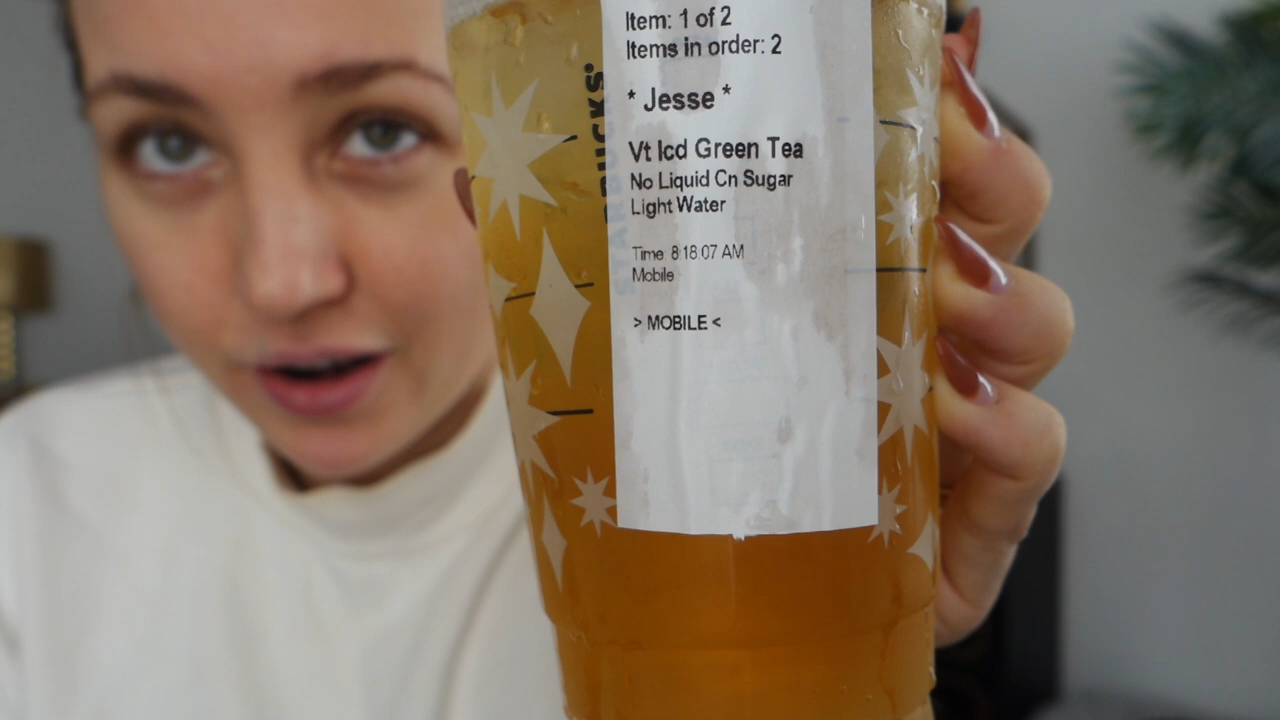 Item: 1 of 2
Items in order: 2
* Jesse *
Vt Icd Green Tea
No Liquid Cn Sugar
Light Water
Time 8:18:07 AM
Mobile
> MOBILE <